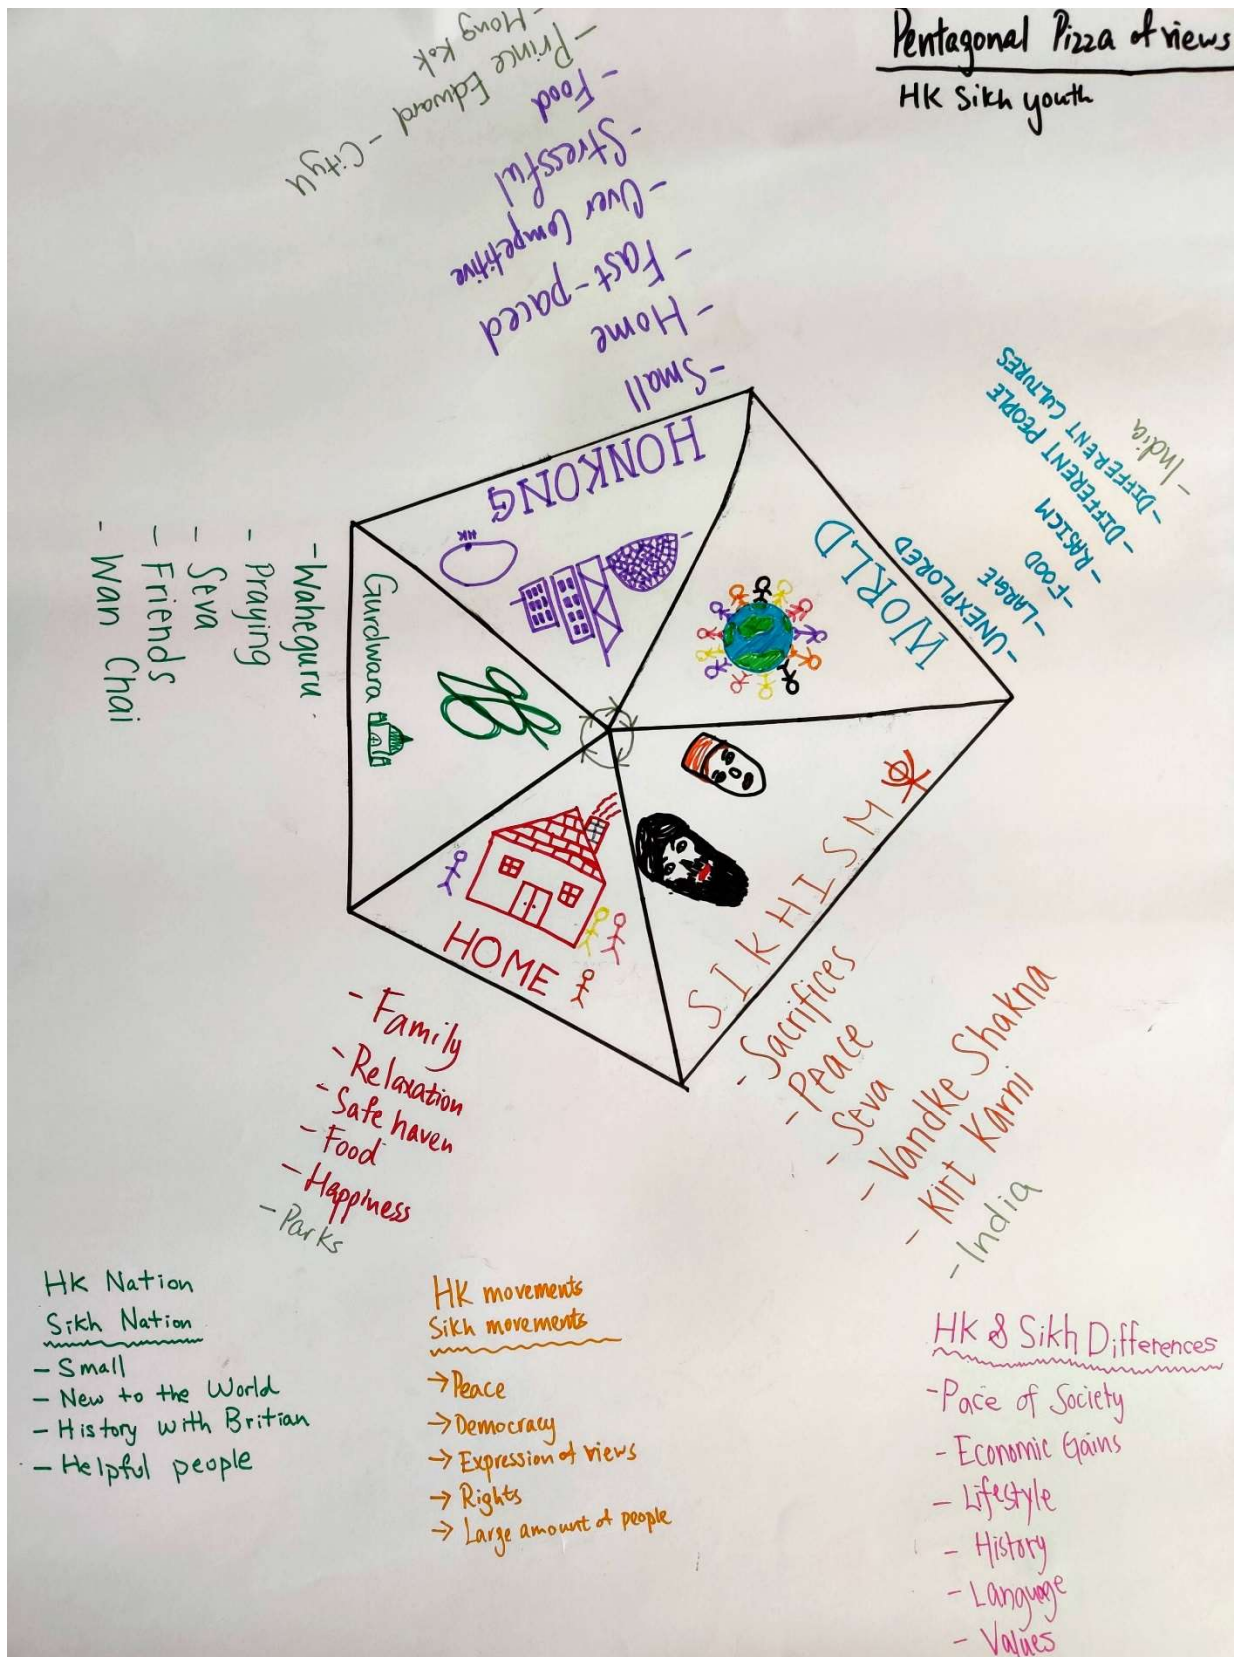 Pentagonal Pizza of views
HK Sikh youth
HONKONG
HK
- Small
- Home
- Fast-paced
- Over Competitive
- Stressful
- Food
- Prince Edward - CityU
- Mong Kok
WORLD
- UNEXPLORED
- LARGE
- FOOD
- RASICM
- DIFFERENT PEOPLE
- DIFFERENT CULTURES
- India
Gurdwara
- Waheguru
- Praying
- Seva
- Friends
- Wan Chai
SIKHISM
- Sacrifices
- Peace
- Seva
- Vandke Shakna
- Kirt Karni
- India
HOME
- Family
- Relaxation
- Safe haven
- Food
- Happiness
- Parks
HK Nation
Sikh Nation
- Small
- New to the World
- History with Britian
- Helpful people
HK movements
Sikh movements
→ Peace
→ Democracy
→ Expression of views
→ Rights
→ Large amount of people
HK & Sikh Differences
- Pace of Society
- Economic Gains
- Lifestyle
- History
- Language
- Values